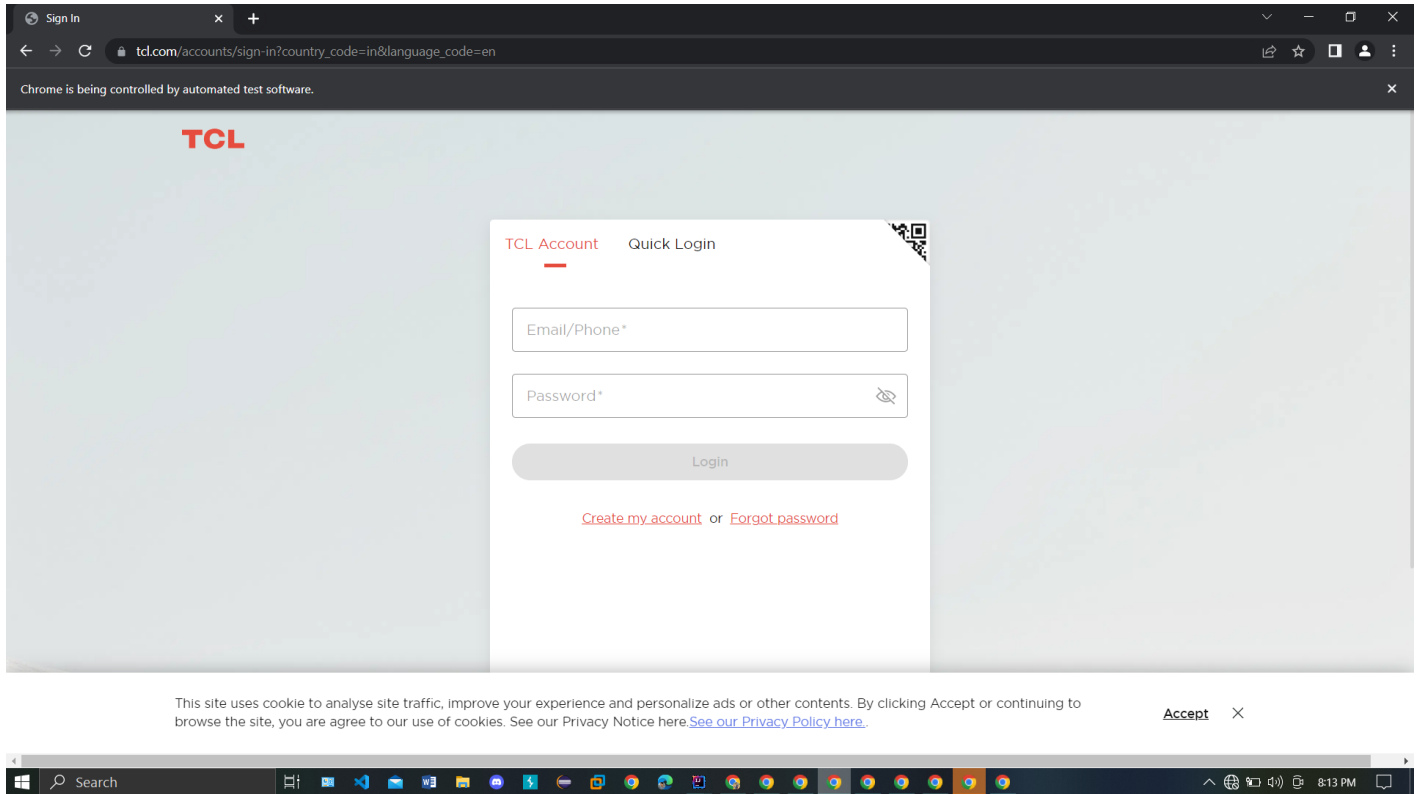 Sign In
tcl.com/accounts/sign-in?country_code=in&language_code=en
Chrome is being controlled by automated test software.
TCL
TCL Account Quick Login
Email/Phone*
Password*
Login
Create my account or Forgot password
This site uses cookie to analyse site traffic, improve your experience and personalize ads or other contents. By clicking Accept or continuing to
browse the site, you are agree to our use of cookies. See our Privacy Notice here.See our Privacy Policy here..
Accept
Search
8:13 PM